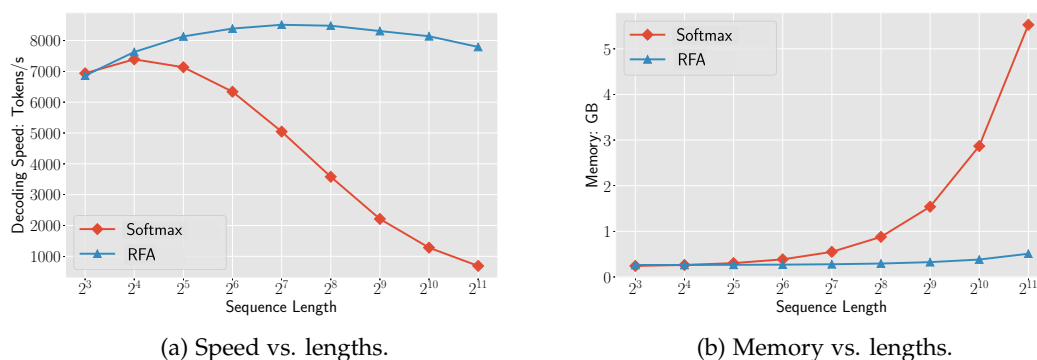 Decoding Speed: Tokens/s
8000
7000
6000
5000
4000
3000
2000
1000
Softmax
RFA
2^3 2^4 2^5 2^6 2^7 2^8 2^9 2^10 2^11
Sequence Length
(a) Speed vs. lengths.
Memory: GB
Softmax
RFA
5
4
3
2
1
0
2^3 2^4 2^5 2^6 2^7 2^8 2^9 2^10 2^11
Sequence Length
(b) Memory vs. lengths.